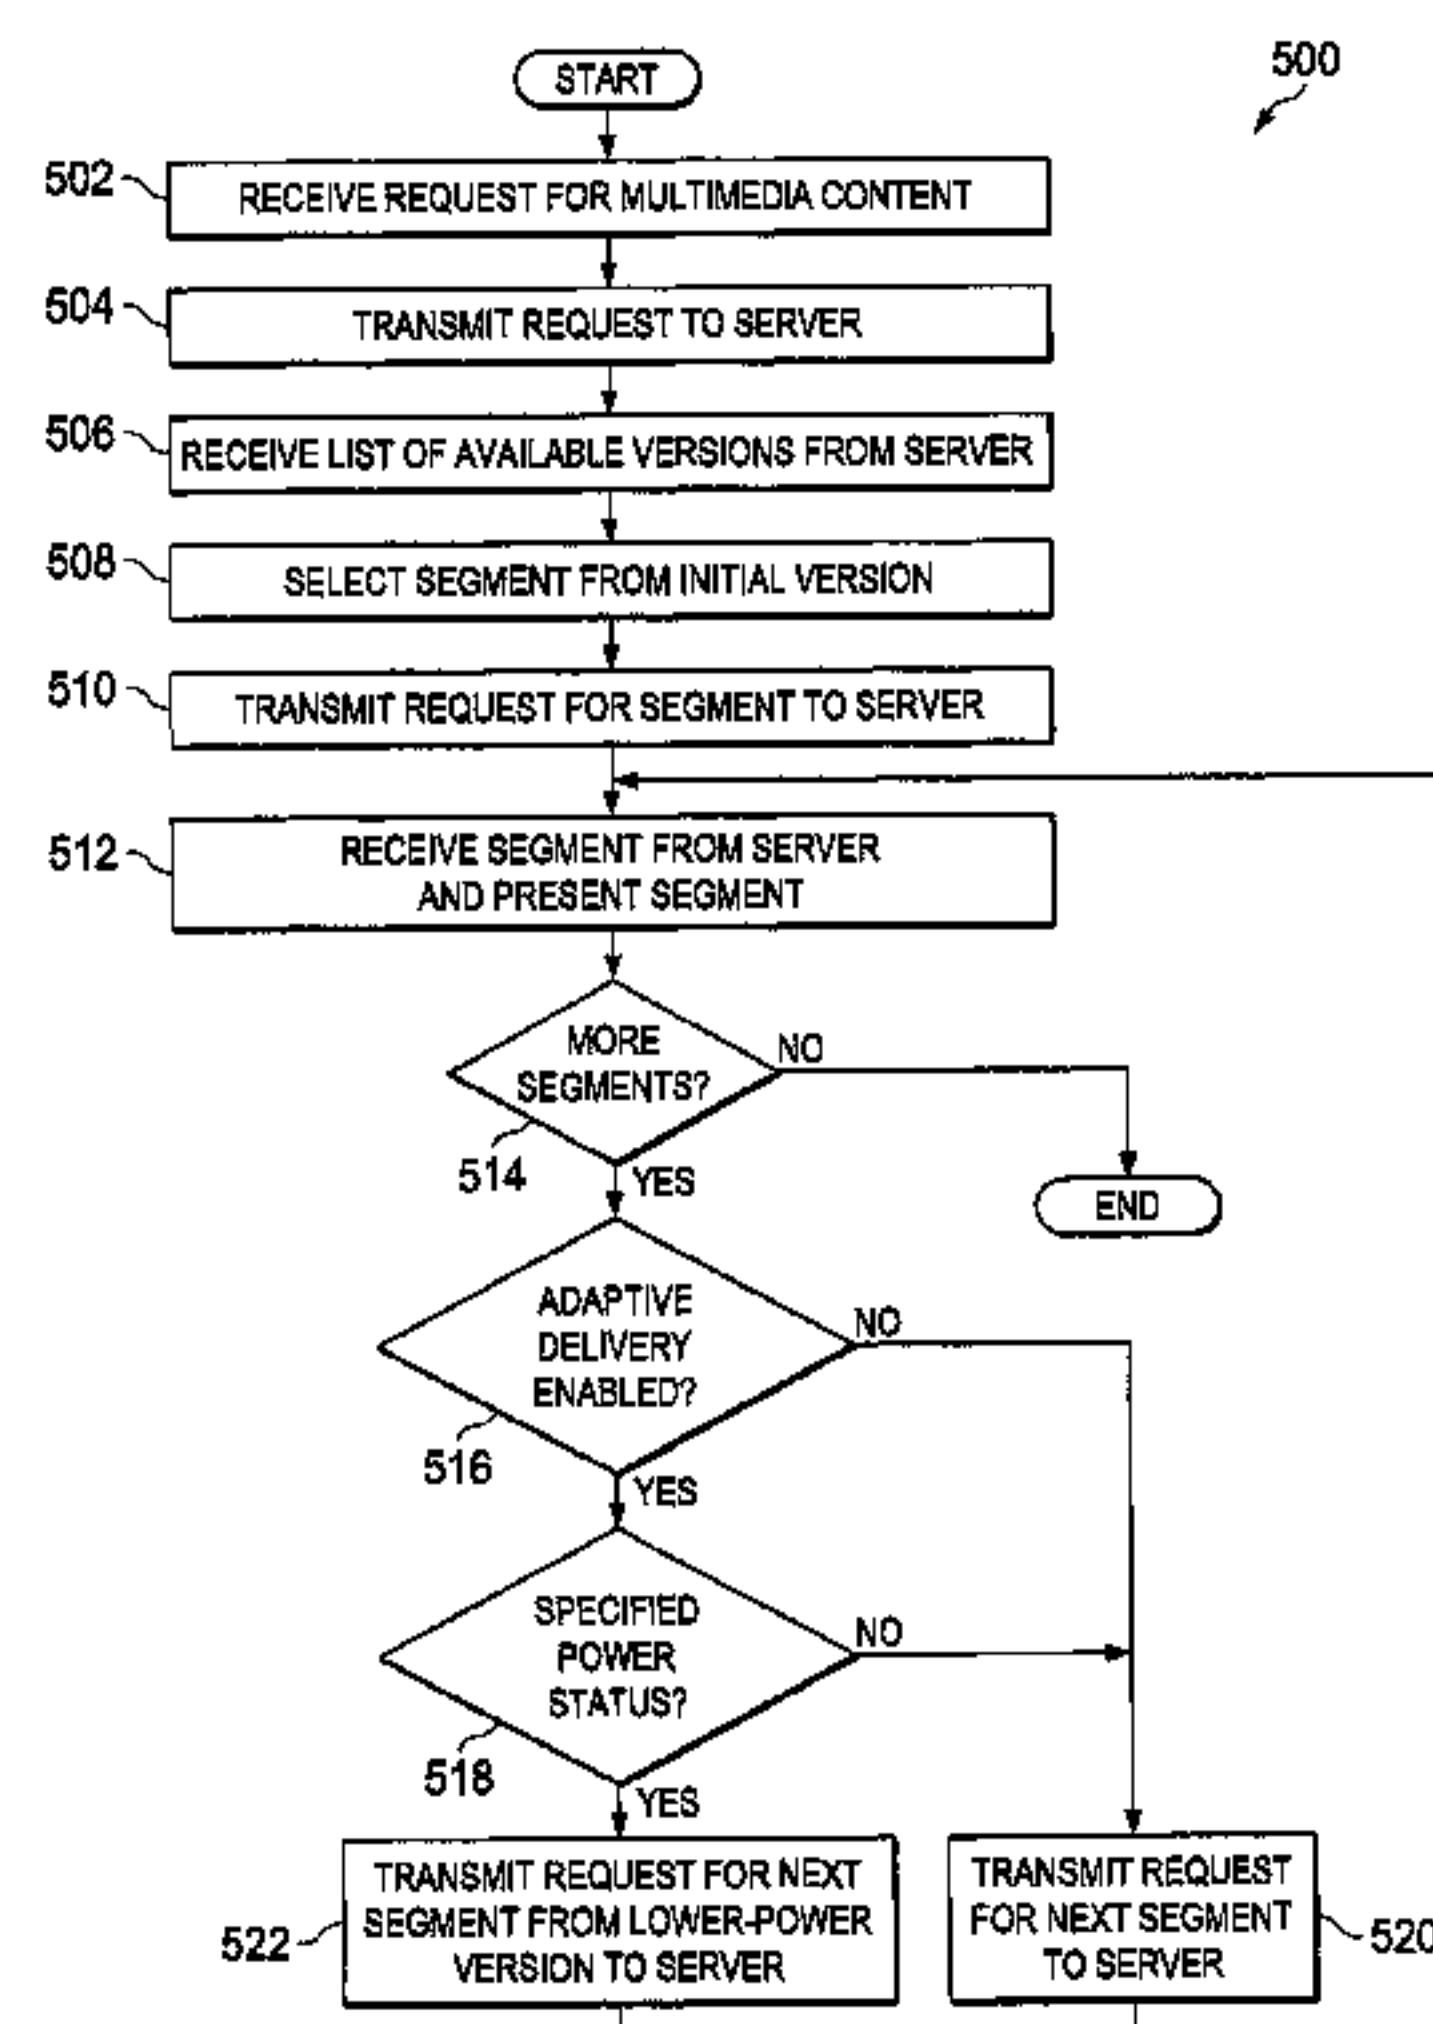 START
500
502
RECEIVE REQUEST FOR MULTIMEDIA CONTENT
504
TRANSMIT REQUEST TO SERVER
506
RECEIVE LIST OF AVAILABLE VERSIONS FROM SERVER
508
SELECT SEGMENT FROM INITIAL VERSION
510
TRANSMIT REQUEST FOR SEGMENT TO SERVER
512
RECEIVE SEGMENT FROM SERVER
AND PRESENT SEGMENT
MORE
SEGMENTS?
NO
514
YES
END
ADAPTIVE
DELIVERY
ENABLED?
NO
516
YES
SPECIFIED
POWER
STATUS?
NO
518
YES
522
TRANSMIT REQUEST FOR NEXT
SEGMENT FROM LOWER-POWER
VERSION TO SERVER
TRANSMIT REQUEST
FOR NEXT SEGMENT
TO SERVER
520